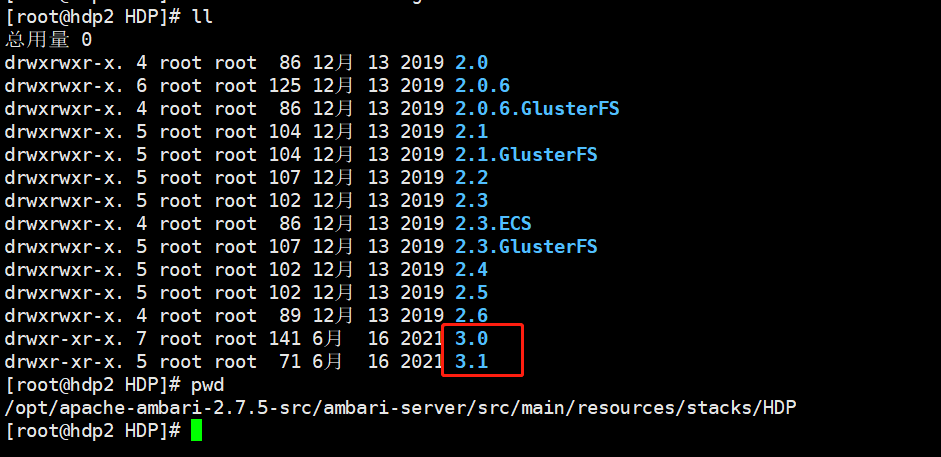 [root@hdp2 HDP]# ll
总用量 0
drwxrwxr-x. 4 root root  86 12月 13 2019 2.0
drwxrwxr-x. 6 root root 125 12月 13 2019 2.0.6
drwxrwxr-x. 4 root root  86 12月 13 2019 2.0.6.GlusterFS
drwxrwxr-x. 5 root root 104 12月 13 2019 2.1
drwxrwxr-x. 5 root root 104 12月 13 2019 2.1.GlusterFS
drwxrwxr-x. 5 root root 107 12月 13 2019 2.2
drwxrwxr-x. 5 root root 102 12月 13 2019 2.3
drwxrwxr-x. 4 root root  86 12月 13 2019 2.3.ECS
drwxrwxr-x. 5 root root 107 12月 13 2019 2.3.GlusterFS
drwxrwxr-x. 5 root root 102 12月 13 2019 2.4
drwxrwxr-x. 5 root root 102 12月 13 2019 2.5
drwxrwxr-x. 4 root root  89 12月 13 2019 2.6
drwxr-xr-x. 7 root root 141 6月  16 2021 3.0
drwxr-xr-x. 5 root root  71 6月  16 2021 3.1
[root@hdp2 HDP]# pwd
/opt/apache-ambari-2.7.5-src/ambari-server/src/main/resources/stacks/HDP
[root@hdp2 HDP]#